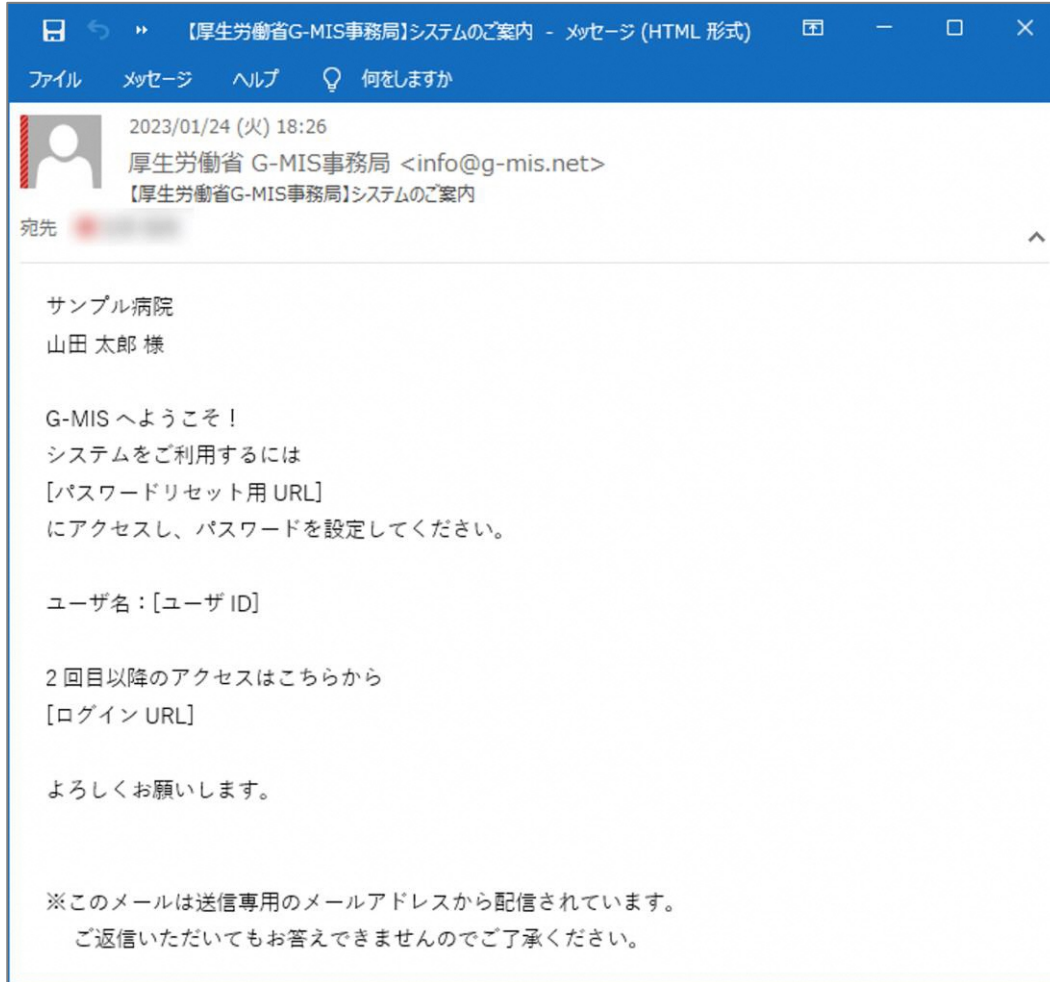 【厚生労働省G-MIS事務局】システムのご案内 - メッセージ (HTML 形式)
ファイル メッセージ ヘルプ 何をしますか
2023/01/24 (火) 18:26
厚生労働省 G-MIS事務局 <info@g-mis.net>
【厚生労働省G-MIS事務局】システムのご案内
宛先
サンプル病院
山田 太郎 様
G-MIS へようこそ！
システムをご利用するには
[パスワードリセット用 URL]
にアクセスし、パスワードを設定してください。
ユーザ名：[ユーザ ID]
2 回目以降のアクセスはこちらから
[ログイン URL]
よろしくお願いします。
※このメールは送信専用のメールアドレスから配信されています。
ご返信いただいてもお答えできませんのでご了承ください。